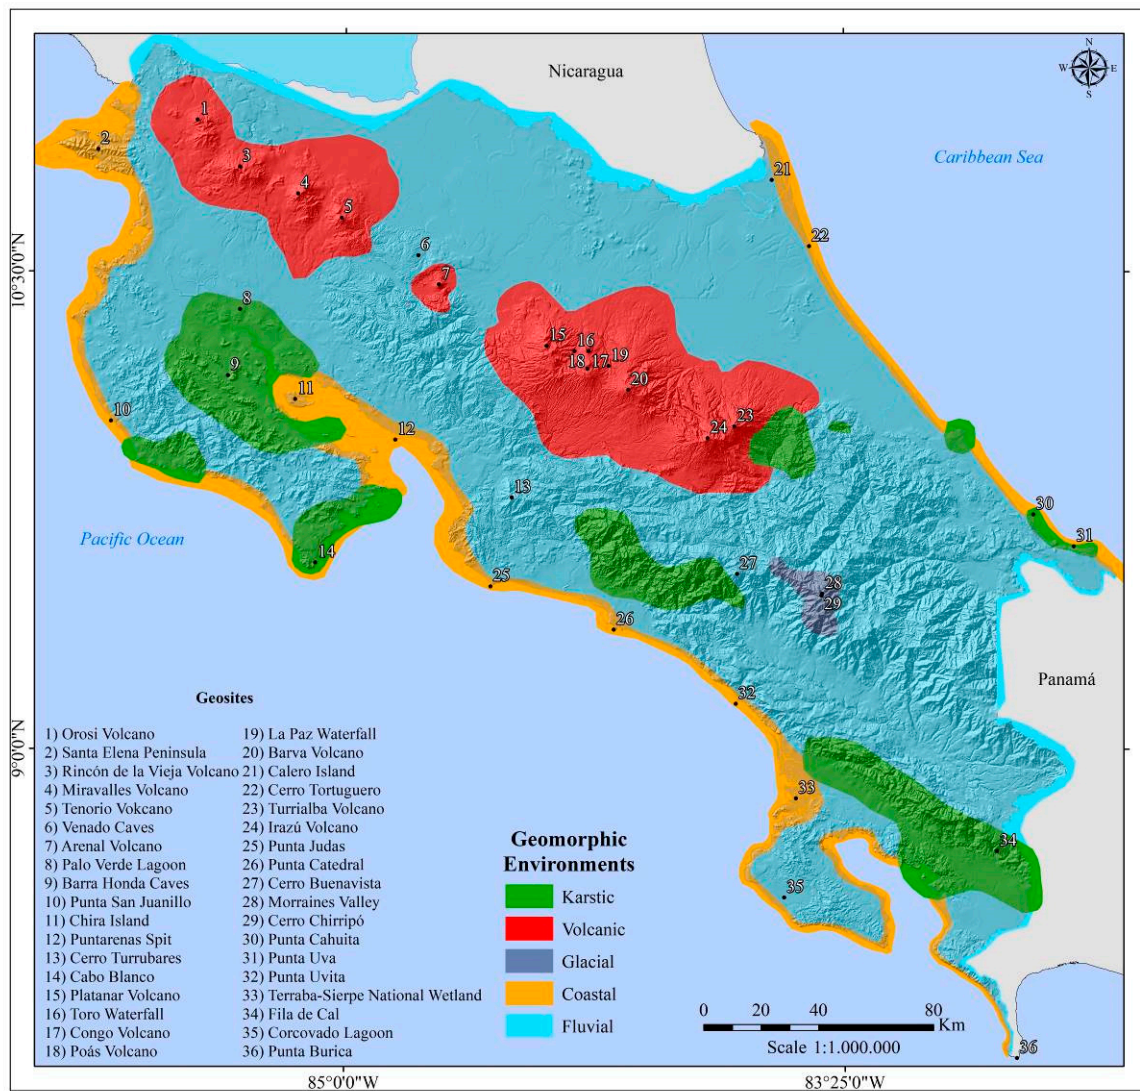 Nicaragua
N
W E
S
Caribbean Sea
Pacific Ocean
Panamá
10°30'0"N
9°0'0"N
85°0'0"W
83°25'0"W
1
2
3
4
5
6
7
8
9
10
11
12
13
14
15
16
18 17 19
20
21
22
23
24
25
26
27
28
29
30
31
32
33
34
35
36
Geosites
1) Orosi Volcano
2) Santa Elena Península
3) Rincón de la Vieja Volcano
4) Miravalles Volcano
5) Tenorio Vokcano
6) Venado Caves
7) Arenal Volcano
8) Palo Verde Lagoon
9) Barra Honda Caves
10) Punta San Juanillo
11) Chira Island
12) Puntarenas Spit
13) Cerro Turrubares
14) Cabo Blanco
15) Platanar Volcano
16) Toro Waterfall
17) Congo Volcano
18) Poás Volcano
19) La Paz Waterfall
20) Barva Volcano
21) Calero Island
22) Cerro Tortuguero
23) Turrialba Volcano
24) Irazú Volcano
25) Punta Judas
26) Punta Catedral
27) Cerro Buenavista
28) Morraines Valley
29) Cerro Chirripó
30) Punta Cahuita
31) Punta Uva
32) Punta Uvita
33) Terraba-Sierpe National Wetland
34) Fila de Cal
35) Corcovado Lagoon
36) Punta Burica
Geomorphic
Environments
Karstic
Volcanic
Glacial
Coastal
Fluvial
0 20 40 80
Km
Scale 1:1.000.000